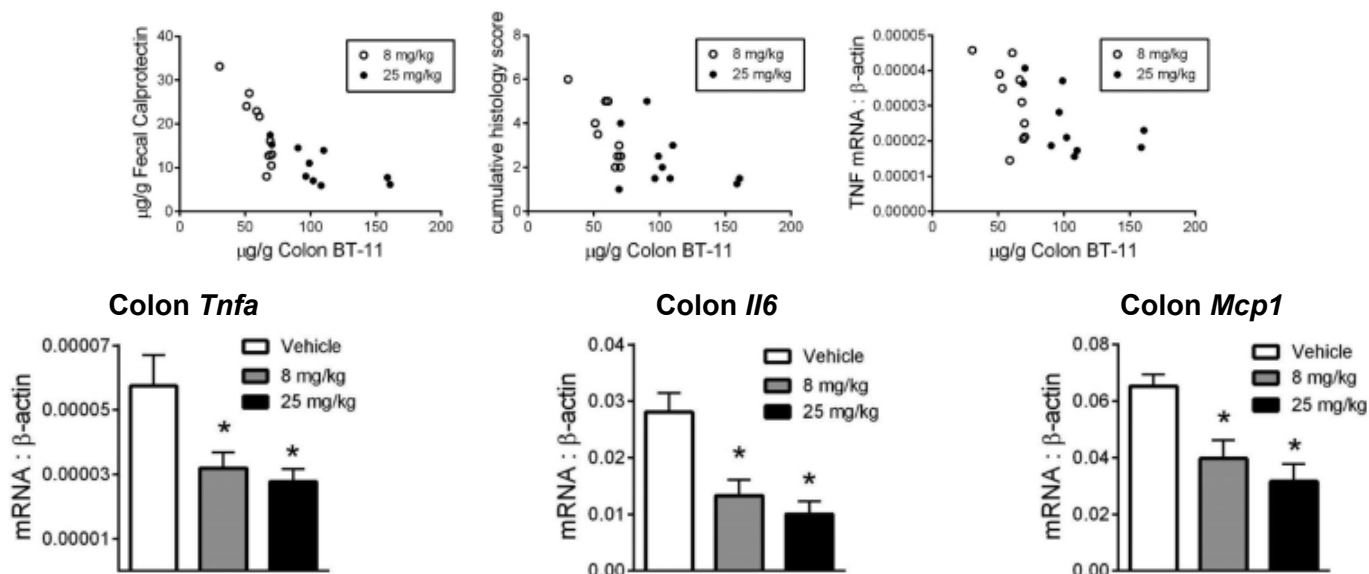 μg/g Fecal Calprotectin
40
30
20
10
0
0 50 100 150 200
μg/g Colon BT-11
8 mg/kg
25 mg/kg
cumulative histology score
8
6
4
2
0
0 50 100 150 200
μg/g Colon BT-11
8 mg/kg
25 mg/kg
TNF mRNA : β-actin
0.00005
0.00004
0.00003
0.00002
0.00001
0.00000
0 50 100 150 200
μg/g Colon BT-11
8 mg/kg
25 mg/kg
Colon Tnfa
mRNA : β-actin
0.00007
0.00005
0.00003
0.00001
Vehicle
8 mg/kg
25 mg/kg
*
*
Colon Il6
mRNA : β-actin
0.04
0.03
0.02
0.01
0.00
Vehicle
8 mg/kg
25 mg/kg
*
*
Colon Mcp1
mRNA : β-actin
0.08
0.06
0.04
0.02
0.00
Vehicle
8 mg/kg
25 mg/kg
*
*